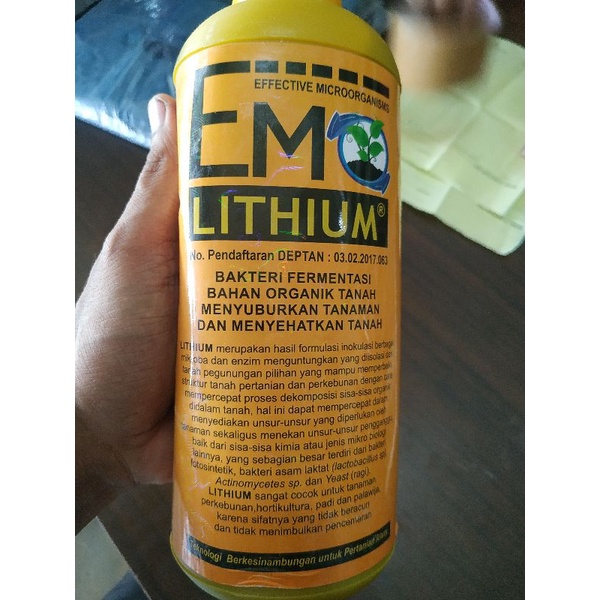 EFFECTIVE MICROORGANISM'S
EM
LITHIUM®
No. Pendaftaran DEPTAN : 03.02.2017.063
BAKTERI FERMENTASI
BAHAN ORGANIK TANAH
MENYUBURKAN TANAMAN
DAN MENYEHATKAN TANAH
LITHIUM merupakan hasil formulasi inokulasi berbagai
mikroba dan enzim menguntungkan yang disolasi dari
tanah pegunungan pilihan yang mampu memperbaiki
struktur tanah pertanian dan perkebunan dengan cara
mempercepat proses dekomposisi sisa-sisa organik
didalam tanah, hal ini dapat mempercepat dalam
menyediakan unsur-unsur yang diperlukan oleh
tanaman sekaligus menekan unsur-unsur pengganggu
baik dari sisa-sisa kimia atau jenis mikro biologi
lainnya, yang sebagian besar terdiri dari bakteri
fotosintetik, bakteri asam laktat (lactobacillus sp),
Actinomycetes sp. dan Yeast (ragi).
LITHIUM sangat cocok untuk tanaman
perkebunan,hortikultura, padi dan palawija,
karena sifatnya yang tidak beracun
dan tidak menimbulkan pencemaran
Teknologi Berkesinambungan untuk Pertanian